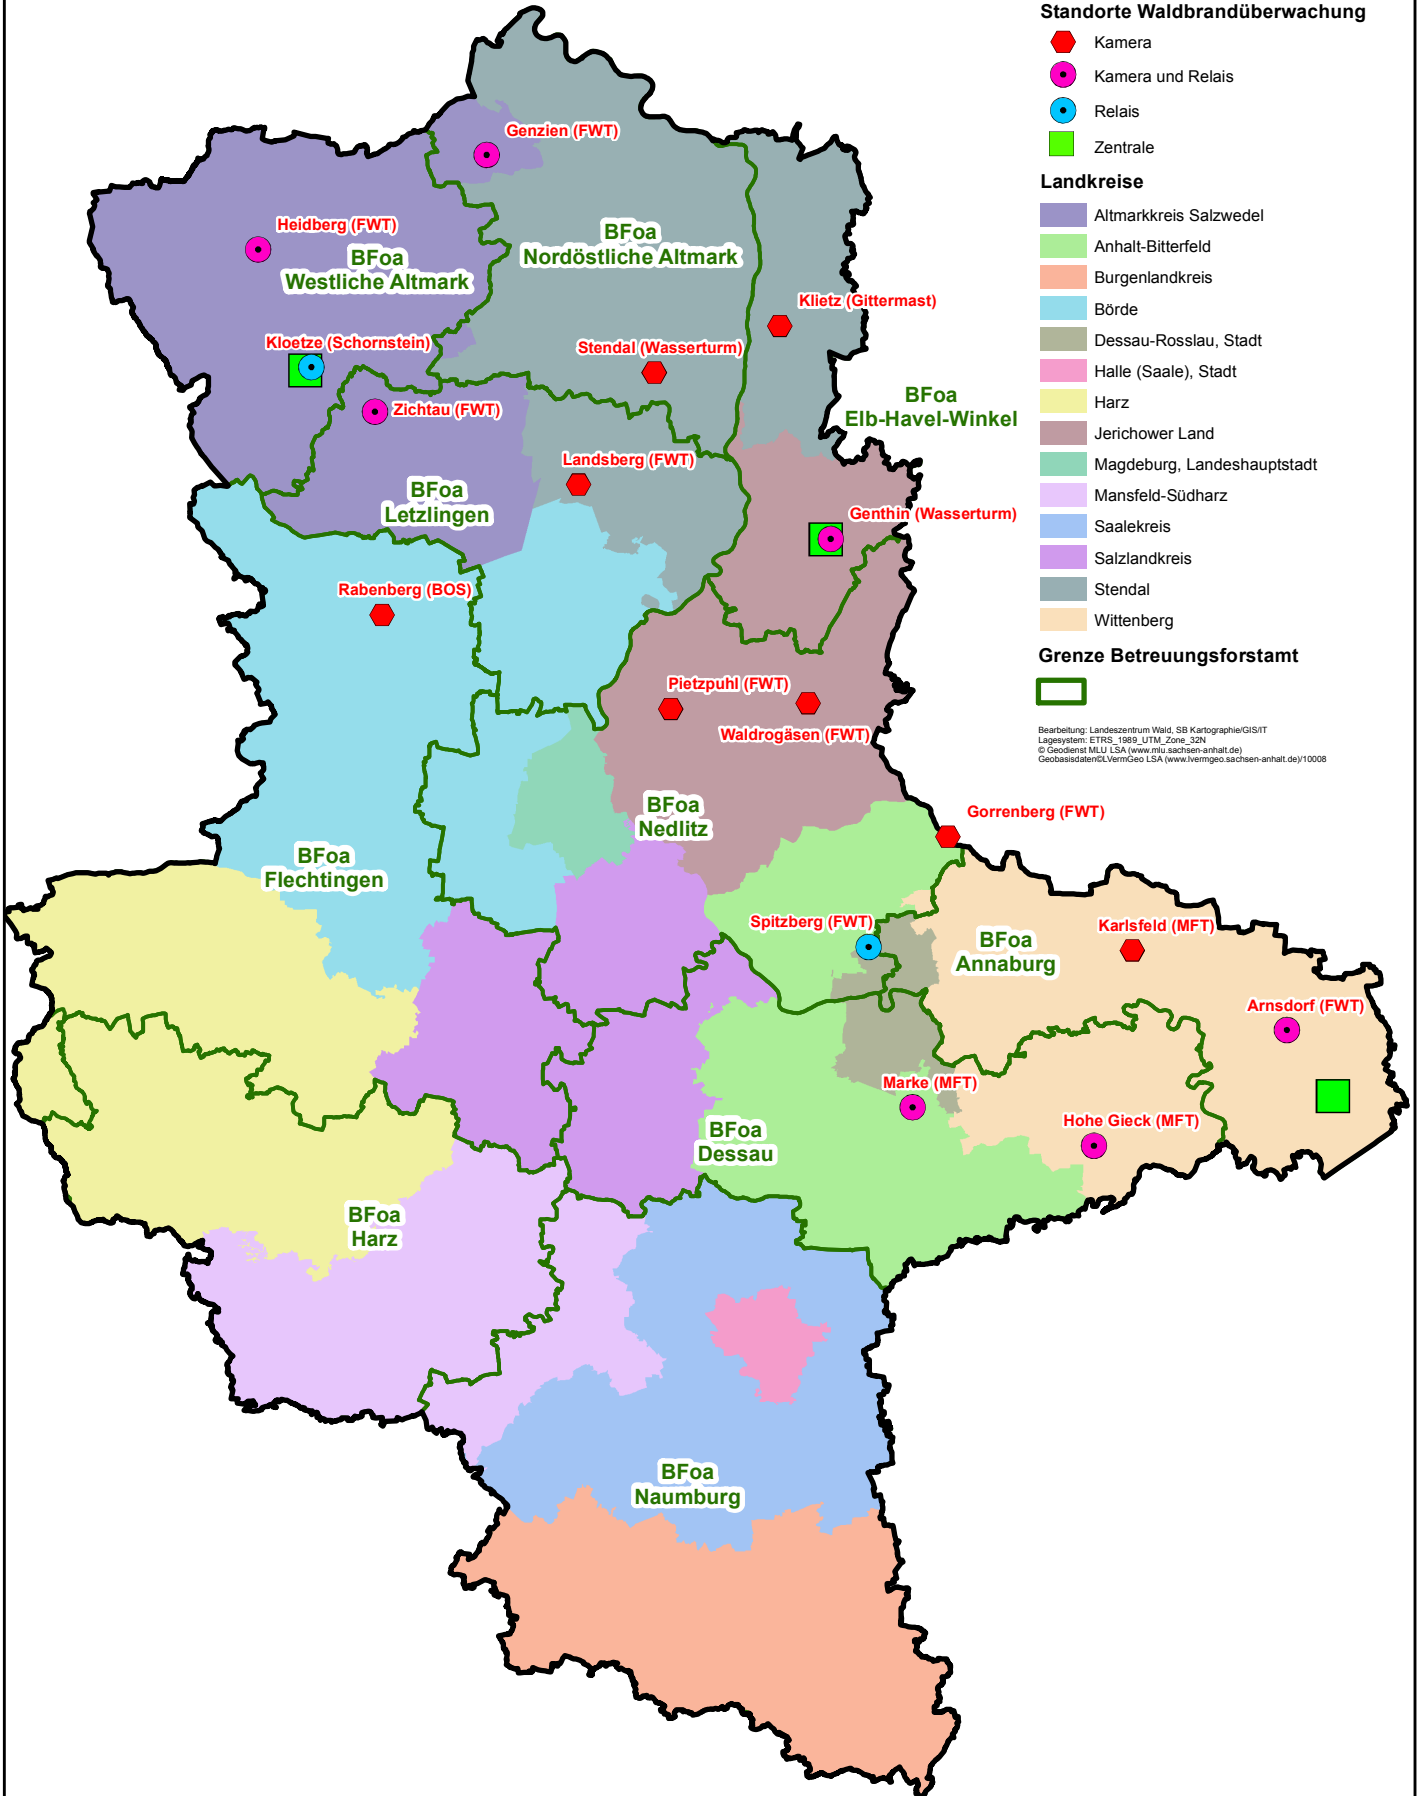 Standorte Waldbrandüberwachung
Kamera
Kamera und Relais
Relais
Zentrale
Landkreise
Altmarkkreis Salzwedel
Anhalt-Bitterfeld
Burgenlandkreis
Börde
Dessau-Rosslau, Stadt
Halle (Saale), Stadt
Harz
Jerichower Land
Magdeburg, Landeshauptstadt
Mansfeld-Südharz
Saalekreis
Salzlandkreis
Stendal
Wittenberg
Grenze Betreuungsforstamt
Bearbeitung: Landeszentrum Wald, SB Kartographie/GIS/IT
Lagesystem: ETRS_1989_UTM_Zone_32N
© Geodienst MLU LSA (www.mlu.sachsen-anhalt.de)
Geobasisdaten©LVermGeo LSA (www.lvermgeo.sachsen-anhalt.de)/10008
Genzien (FWT)
Heidberg (FWT)
BFoa
Westliche Altmark
BFoa
Nordöstliche Altmark
Klietz (Gittermast)
Kloetze (Schornstein)
Stendal (Wasserturm)
BFoa
Elb-Havel-Winkel
Zichtau (FWT)
Landsberg (FWT)
BFoa
Letzlingen
Genthin (Wasserturm)
Rabenberg (BOS)
Pietzpuhl (FWT)
Waldrogäsen (FWT)
BFoa
Nedlitz
Gorrenberg (FWT)
BFoa
Flechtingen
Spitzberg (FWT)
BFoa
Annaburg
Karlsfeld (MFT)
Arnsdorf (FWT)
Marke (MFT)
Hohe Gieck (MFT)
BFoa
Dessau
BFoa
Harz
BFoa
Naumburg